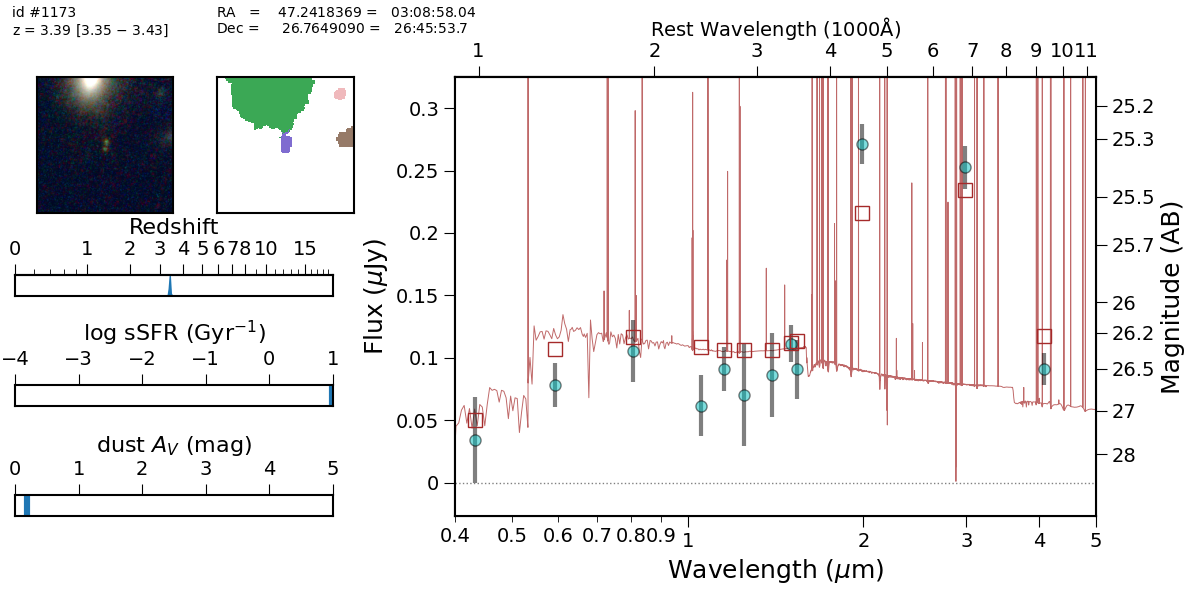 id #1173
z = 3.39 [3.35 − 3.43]
RA = 47.2418369 = 03:08:58.04
Dec = 26.7649090 = 26:45:53.7
Redshift
0 1 2 3 4 5 6 7 8 10 15
log sSFR (Gyr⁻¹)
−4 −3 −2 −1 0 1
dust A_V (mag)
0 1 2 3 4 5
Rest Wavelength (1000Å)
1 2 3 4 5 6 7 8 9 10 11
Flux (μJy)
0.3
0.25
0.2
0.15
0.1
0.05
0
25.2
25.3
25.5
25.7
26
26.2
26.5
27
28
Magnitude (AB)
0.4 0.5 0.6 0.7 0.8 0.9 1 2 3 4 5
Wavelength (μm)